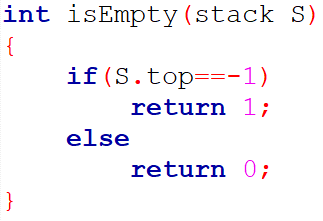 int isEmpty(stack S)
{
    if(S.top==-1)
        return 1;
    else
        return 0;
}